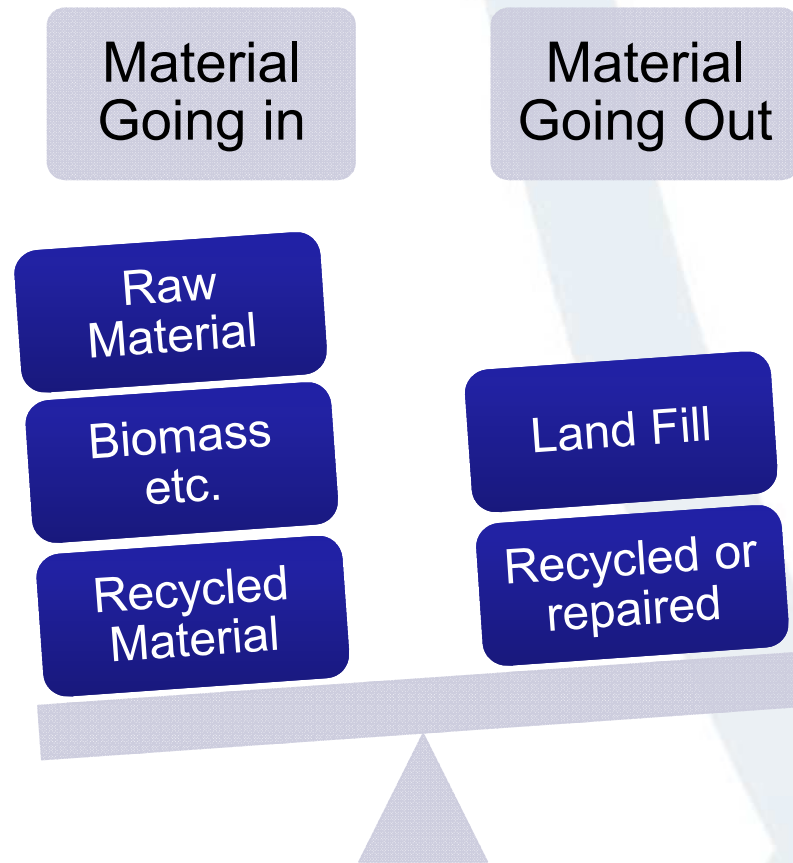 Material
Going in
Material
Going Out
Raw
Material
Biomass
etc.
Recycled
Material
Land Fill
Recycled or
repaired